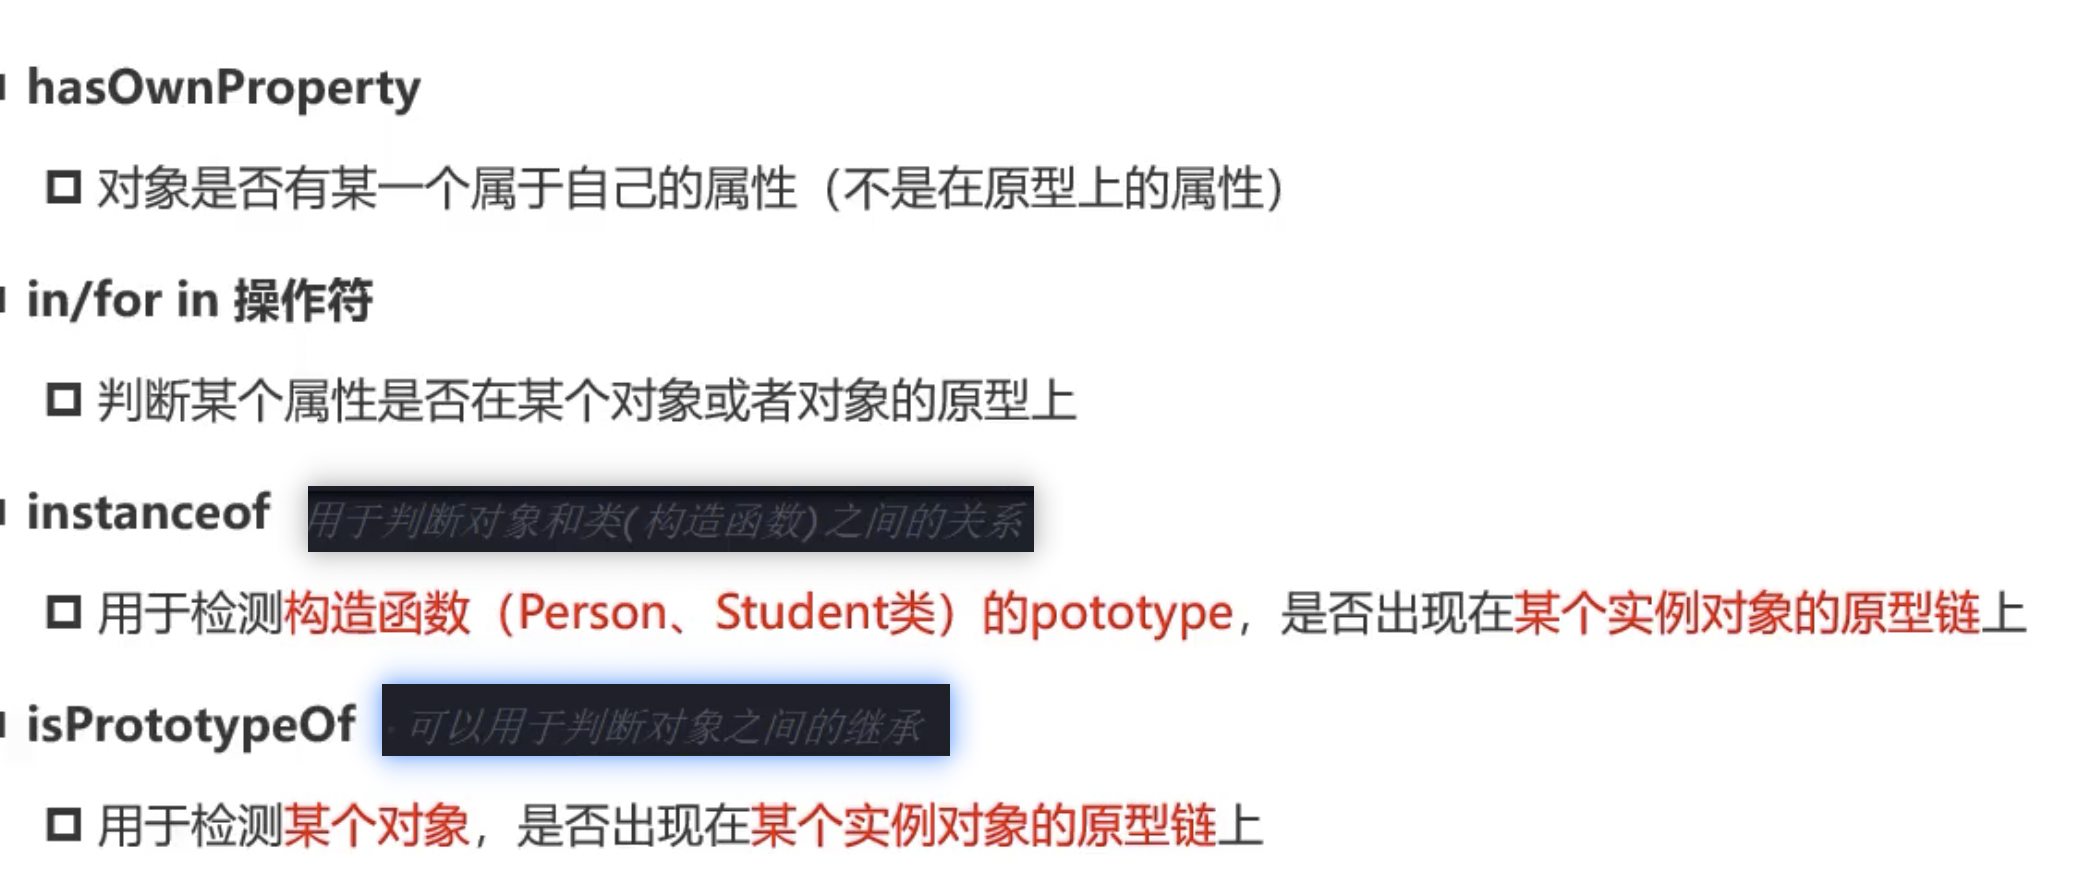 hasOwnProperty
对象是否有某一个属于自己的属性（不是在原型上的属性）
in/for in 操作符
判断某个属性是否在某个对象或者对象的原型上
instanceof 用于判断对象和类(构造函数)之间的关系
用于检测构造函数（Person、Student类）的pototype，是否出现在某个实例对象的原型链上
isPrototypeOf 可以用于判断对象之间的继承
用于检测某个对象，是否出现在某个实例对象的原型链上